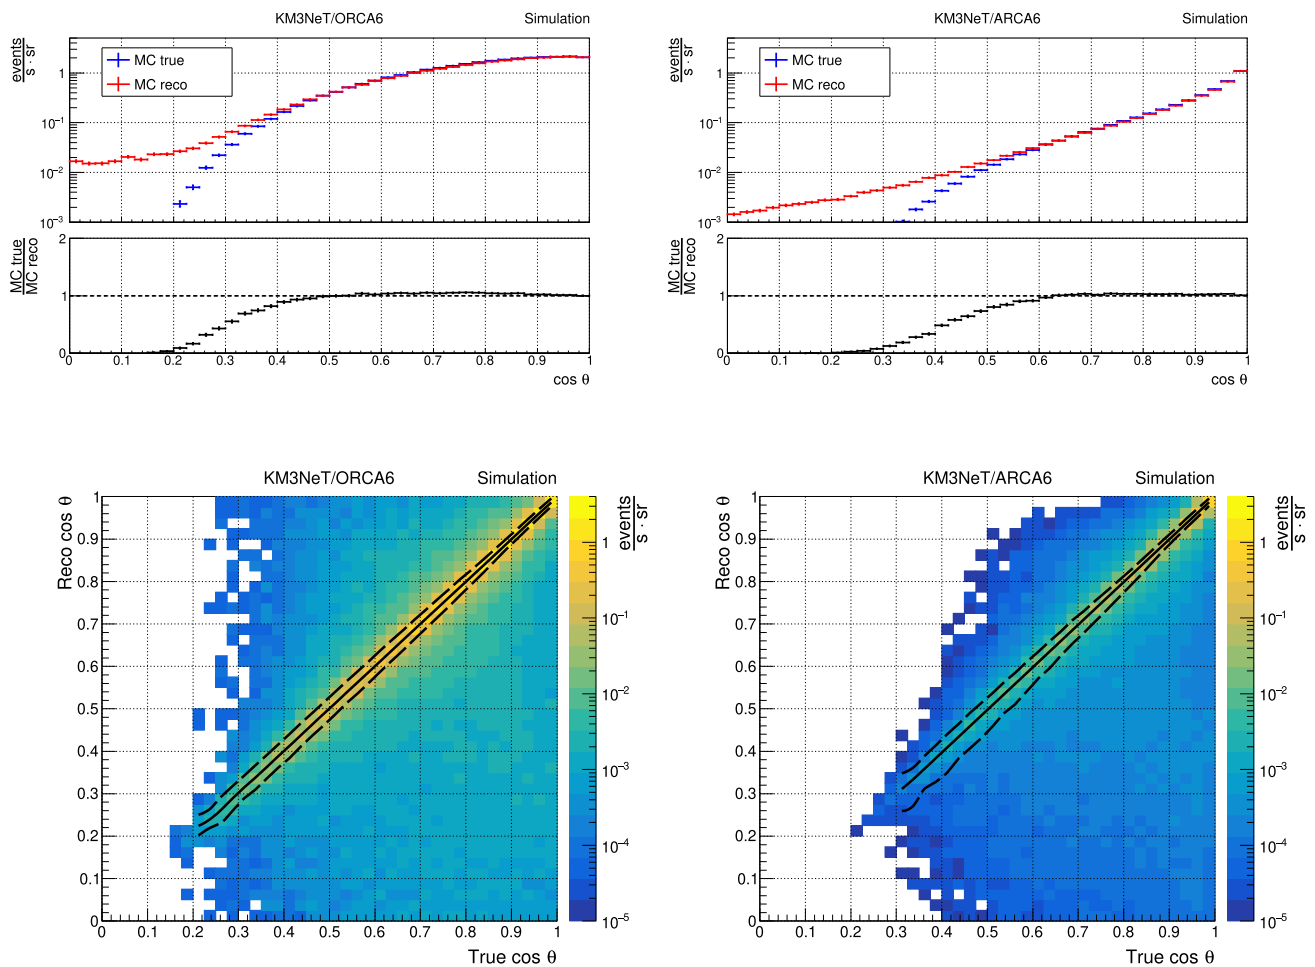 KM3NeT/ORCA6 Simulation
events
s · sr
MC true
MC reco
1
10⁻¹
10⁻²
10⁻³
MC true
MC reco
2
1
0
0 0.1 0.2 0.3 0.4 0.5 0.6 0.7 0.8 0.9 1
cos θ
KM3NeT/ARCA6 Simulation
events
s · sr
MC true
MC reco
1
10⁻¹
10⁻²
10⁻³
MC true
MC reco
2
1
0
0 0.1 0.2 0.3 0.4 0.5 0.6 0.7 0.8 0.9 1
cos θ
KM3NeT/ORCA6 Simulation
Reco cos θ
1
0.9
0.8
0.7
0.6
0.5
0.4
0.3
0.2
0.1
0
0 0.1 0.2 0.3 0.4 0.5 0.6 0.7 0.8 0.9 1
True cos θ
events
s · sr
1
10⁻¹
10⁻²
10⁻³
10⁻⁴
10⁻⁵
KM3NeT/ARCA6 Simulation
Reco cos θ
1
0.9
0.8
0.7
0.6
0.5
0.4
0.3
0.2
0.1
0
0 0.1 0.2 0.3 0.4 0.5 0.6 0.7 0.8 0.9 1
True cos θ
events
s · sr
1
10⁻¹
10⁻²
10⁻³
10⁻⁴
10⁻⁵